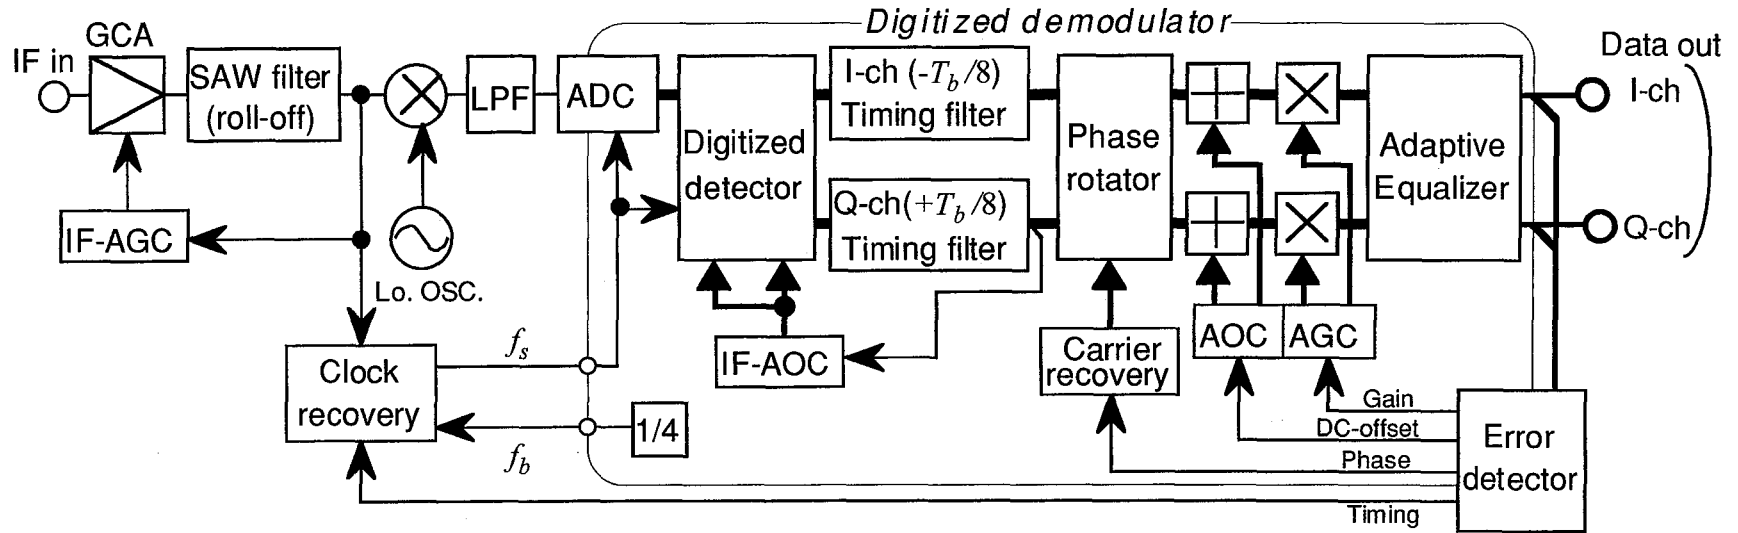 Digitized demodulator
GCA
IF in
SAW filter
(roll-off)
LPF
ADC
Digitized
detector
I-ch (-T_b/8)
Timing filter
Q-ch(+T_b/8)
Timing filter
Phase
rotator
Adaptive
Equalizer
Data out
I-ch
Q-ch
IF-AGC
Lo. OSC.
Clock
recovery
f_s
f_b
1/4
IF-AOC
Carrier
recovery
AOC
AGC
Gain
DC-offset
Phase
Timing
Error
detector